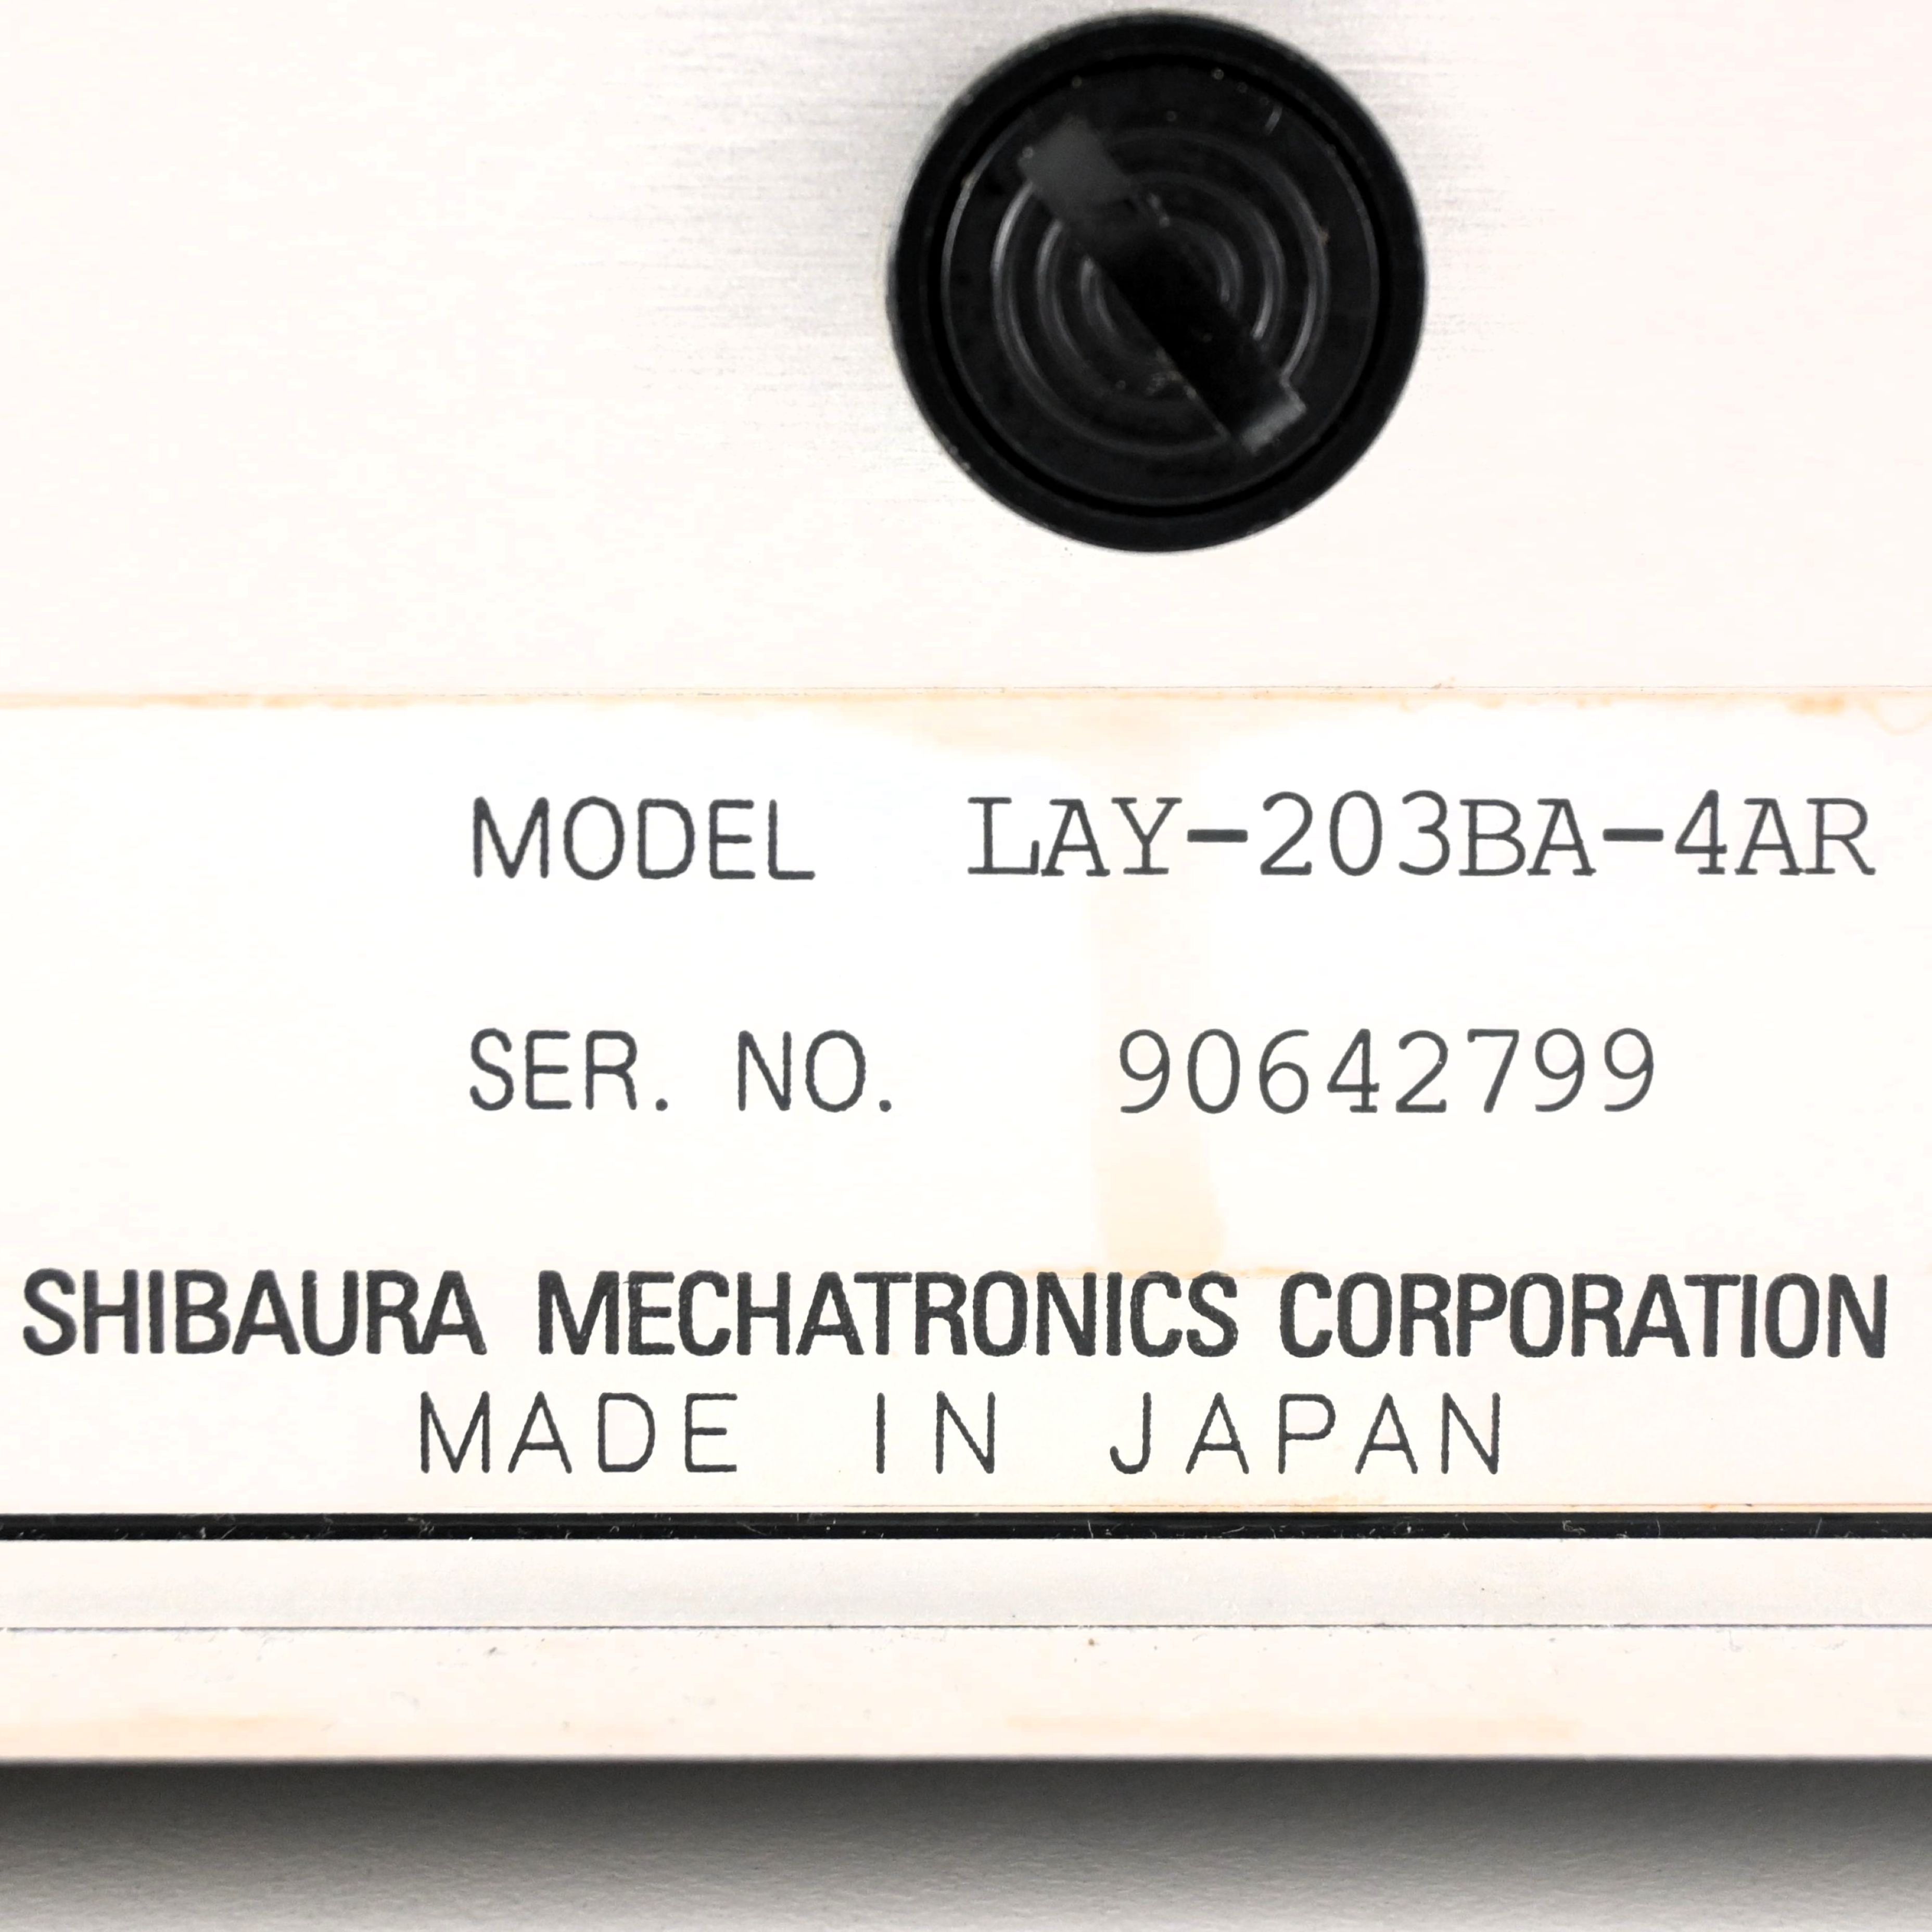 MODEL LAY-203BA-4AR
SER. NO. 90642799
SHIBAURA MECHATRONICS CORPORATION
MADE IN JAPAN